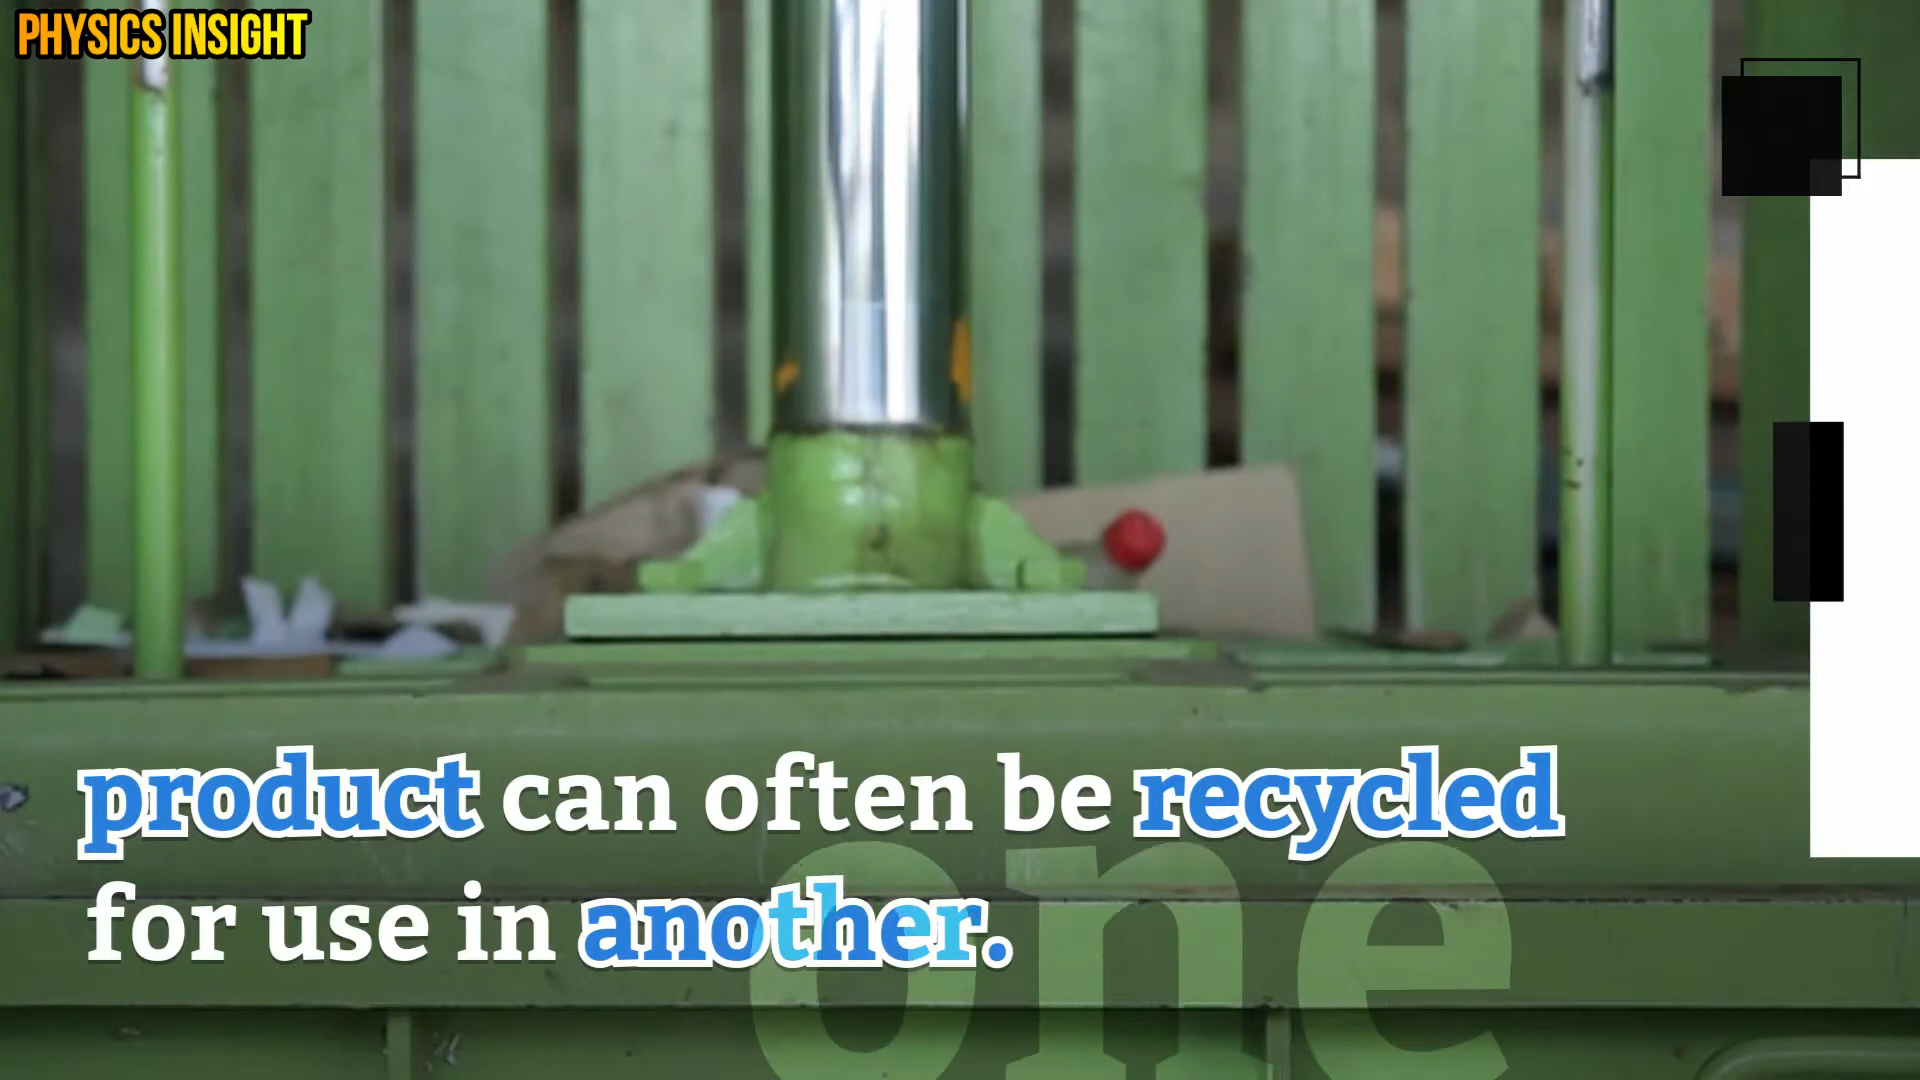 PHYSICS INSIGHT
product can often be recycled
for use in another.
one